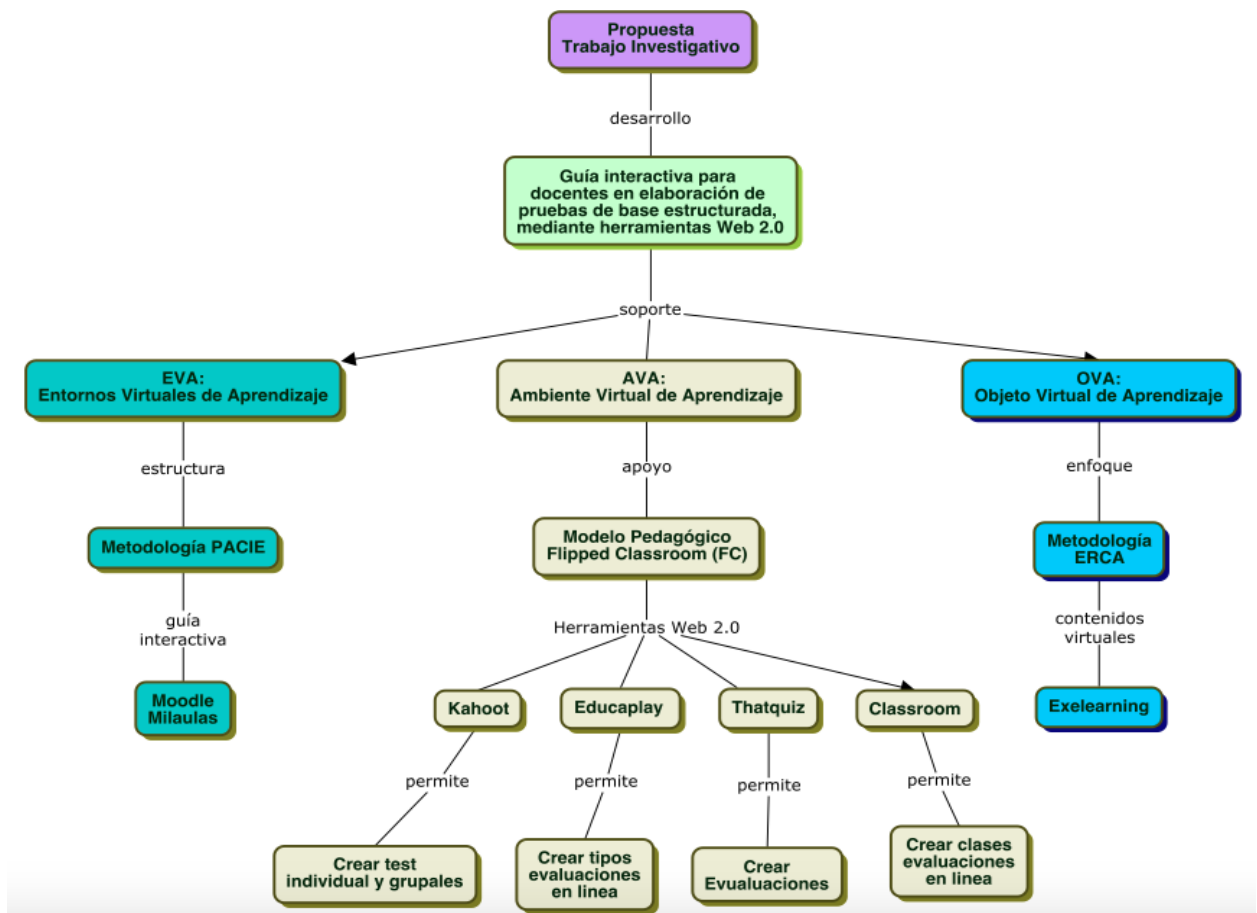 Propuesta
Trabajo Investigativo
desarrollo
Guía interactiva para
docentes en elaboración de
pruebas de base estructurada,
mediante herramientas Web 2.0
soporte
EVA:
Entornos Virtuales de Aprendizaje
AVA:
Ambiente Virtual de Aprendizaje
OVA:
Objeto Virtual de Aprendizaje
estructura
apoyo
enfoque
Metodología PACIE
Modelo Pedagógico
Flipped Classroom (FC)
Metodología
ERCA
guía
interactiva
Herramientas Web 2.0
contenidos
virtuales
Moodle
Milaulas
Kahoot
Educaplay
Thatquiz
Classroom
Exelearning
permite
permite
permite
permite
Crear test
individual y grupales
Crear tipos
evaluaciones
en linea
Crear
Evualuaciones
Crear clases
evaluaciones
en linea